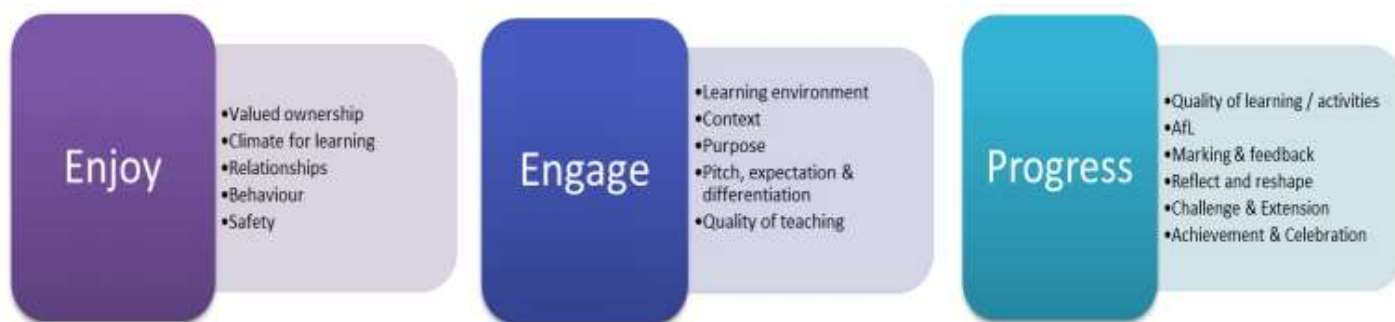 Enjoy
•Valued ownership
•Climate for learning
•Relationships
•Behaviour
•Safety
Engage
•Learning environment
•Context
•Purpose
•Pitch, expectation &
differentiation
•Quality of teaching
Progress
•Quality of learning / activities
•AfL
•Marking & feedback
•Reflect and reshape
•Challenge & Extension
•Achievement & Celebration